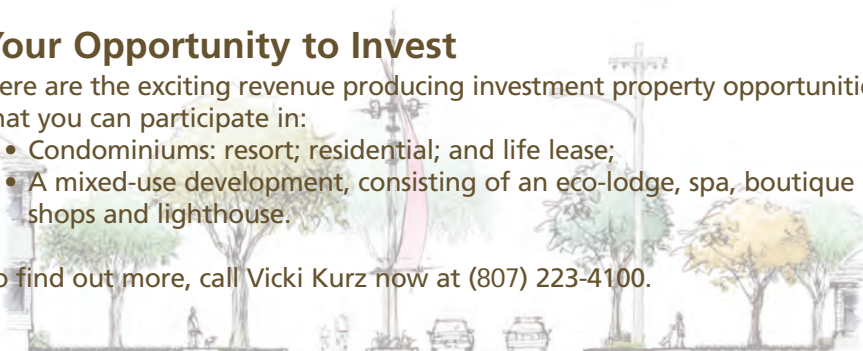 Your Opportunity to Invest
ere are the exciting revenue producing investment property opportunitie
hat you can participate in:
• Condominiums: resort; residential; and life lease;
• A mixed-use development, consisting of an eco-lodge, spa, boutique
shops and lighthouse.
o find out more, call Vicki Kurz now at (807) 223-4100.